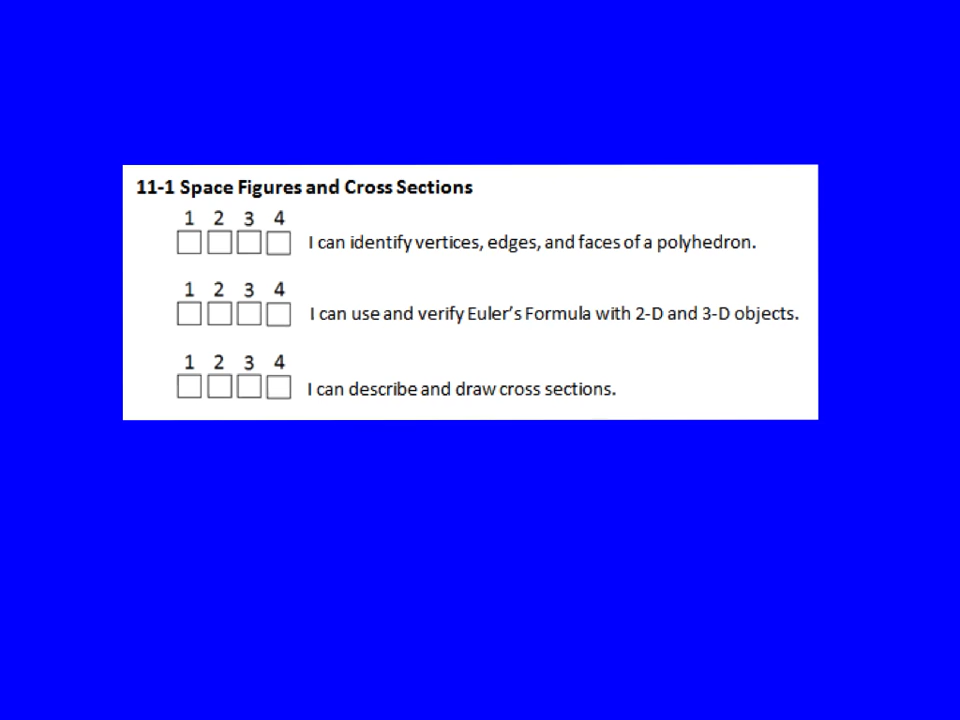 11-1 Space Figures and Cross Sections
1 2 3 4
I can identify vertices, edges, and faces of a polyhedron.
1 2 3 4
I can use and verify Euler's Formula with 2-D and 3-D objects.
1 2 3 4
I can describe and draw cross sections.